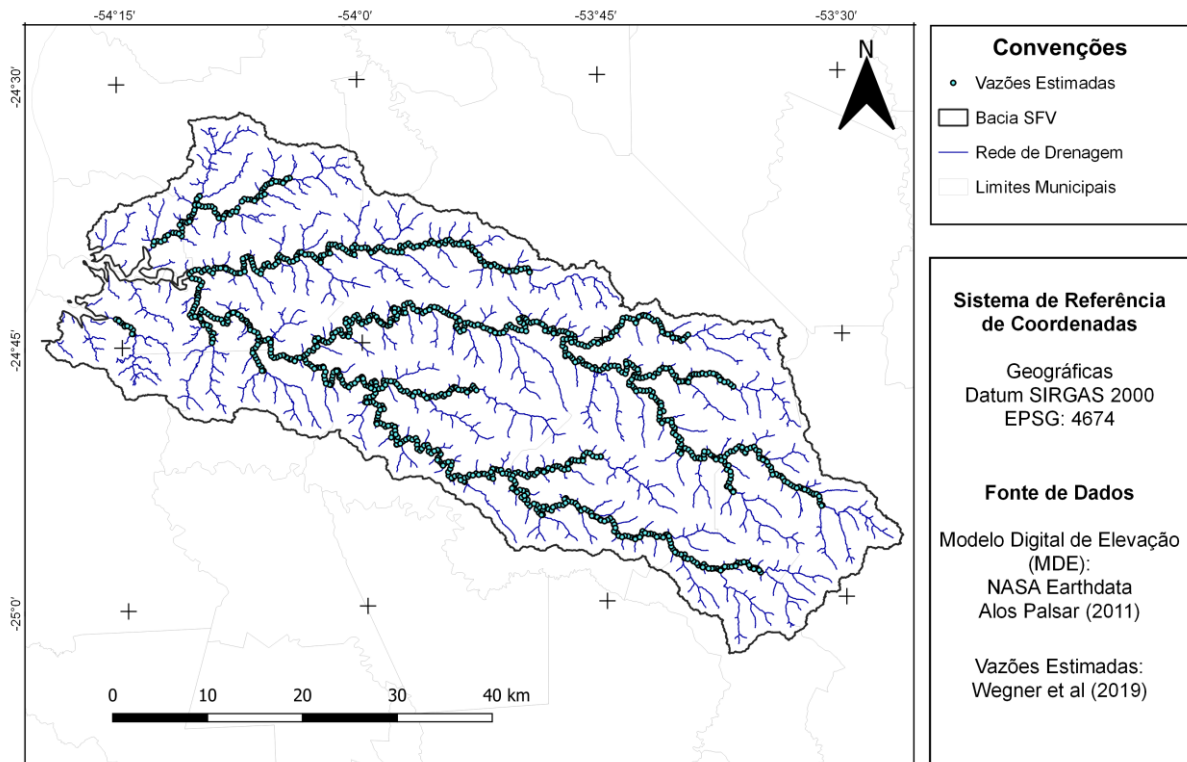 -54°15'
-54°0'
-53°45'
-53°30'
-24°30'
-24°45'
-25°0'
N
0 10 20 30 40 km
Convenções
Vazões Estimadas
Bacia SFV
Rede de Drenagem
Limites Municipais
Sistema de Referência
de Coordenadas
Geográficas
Datum SIRGAS 2000
EPSG: 4674
Fonte de Dados
Modelo Digital de Elevação
(MDE):
NASA Earthdata
Alos Palsar (2011)
Vazões Estimadas:
Wegner et al (2019)